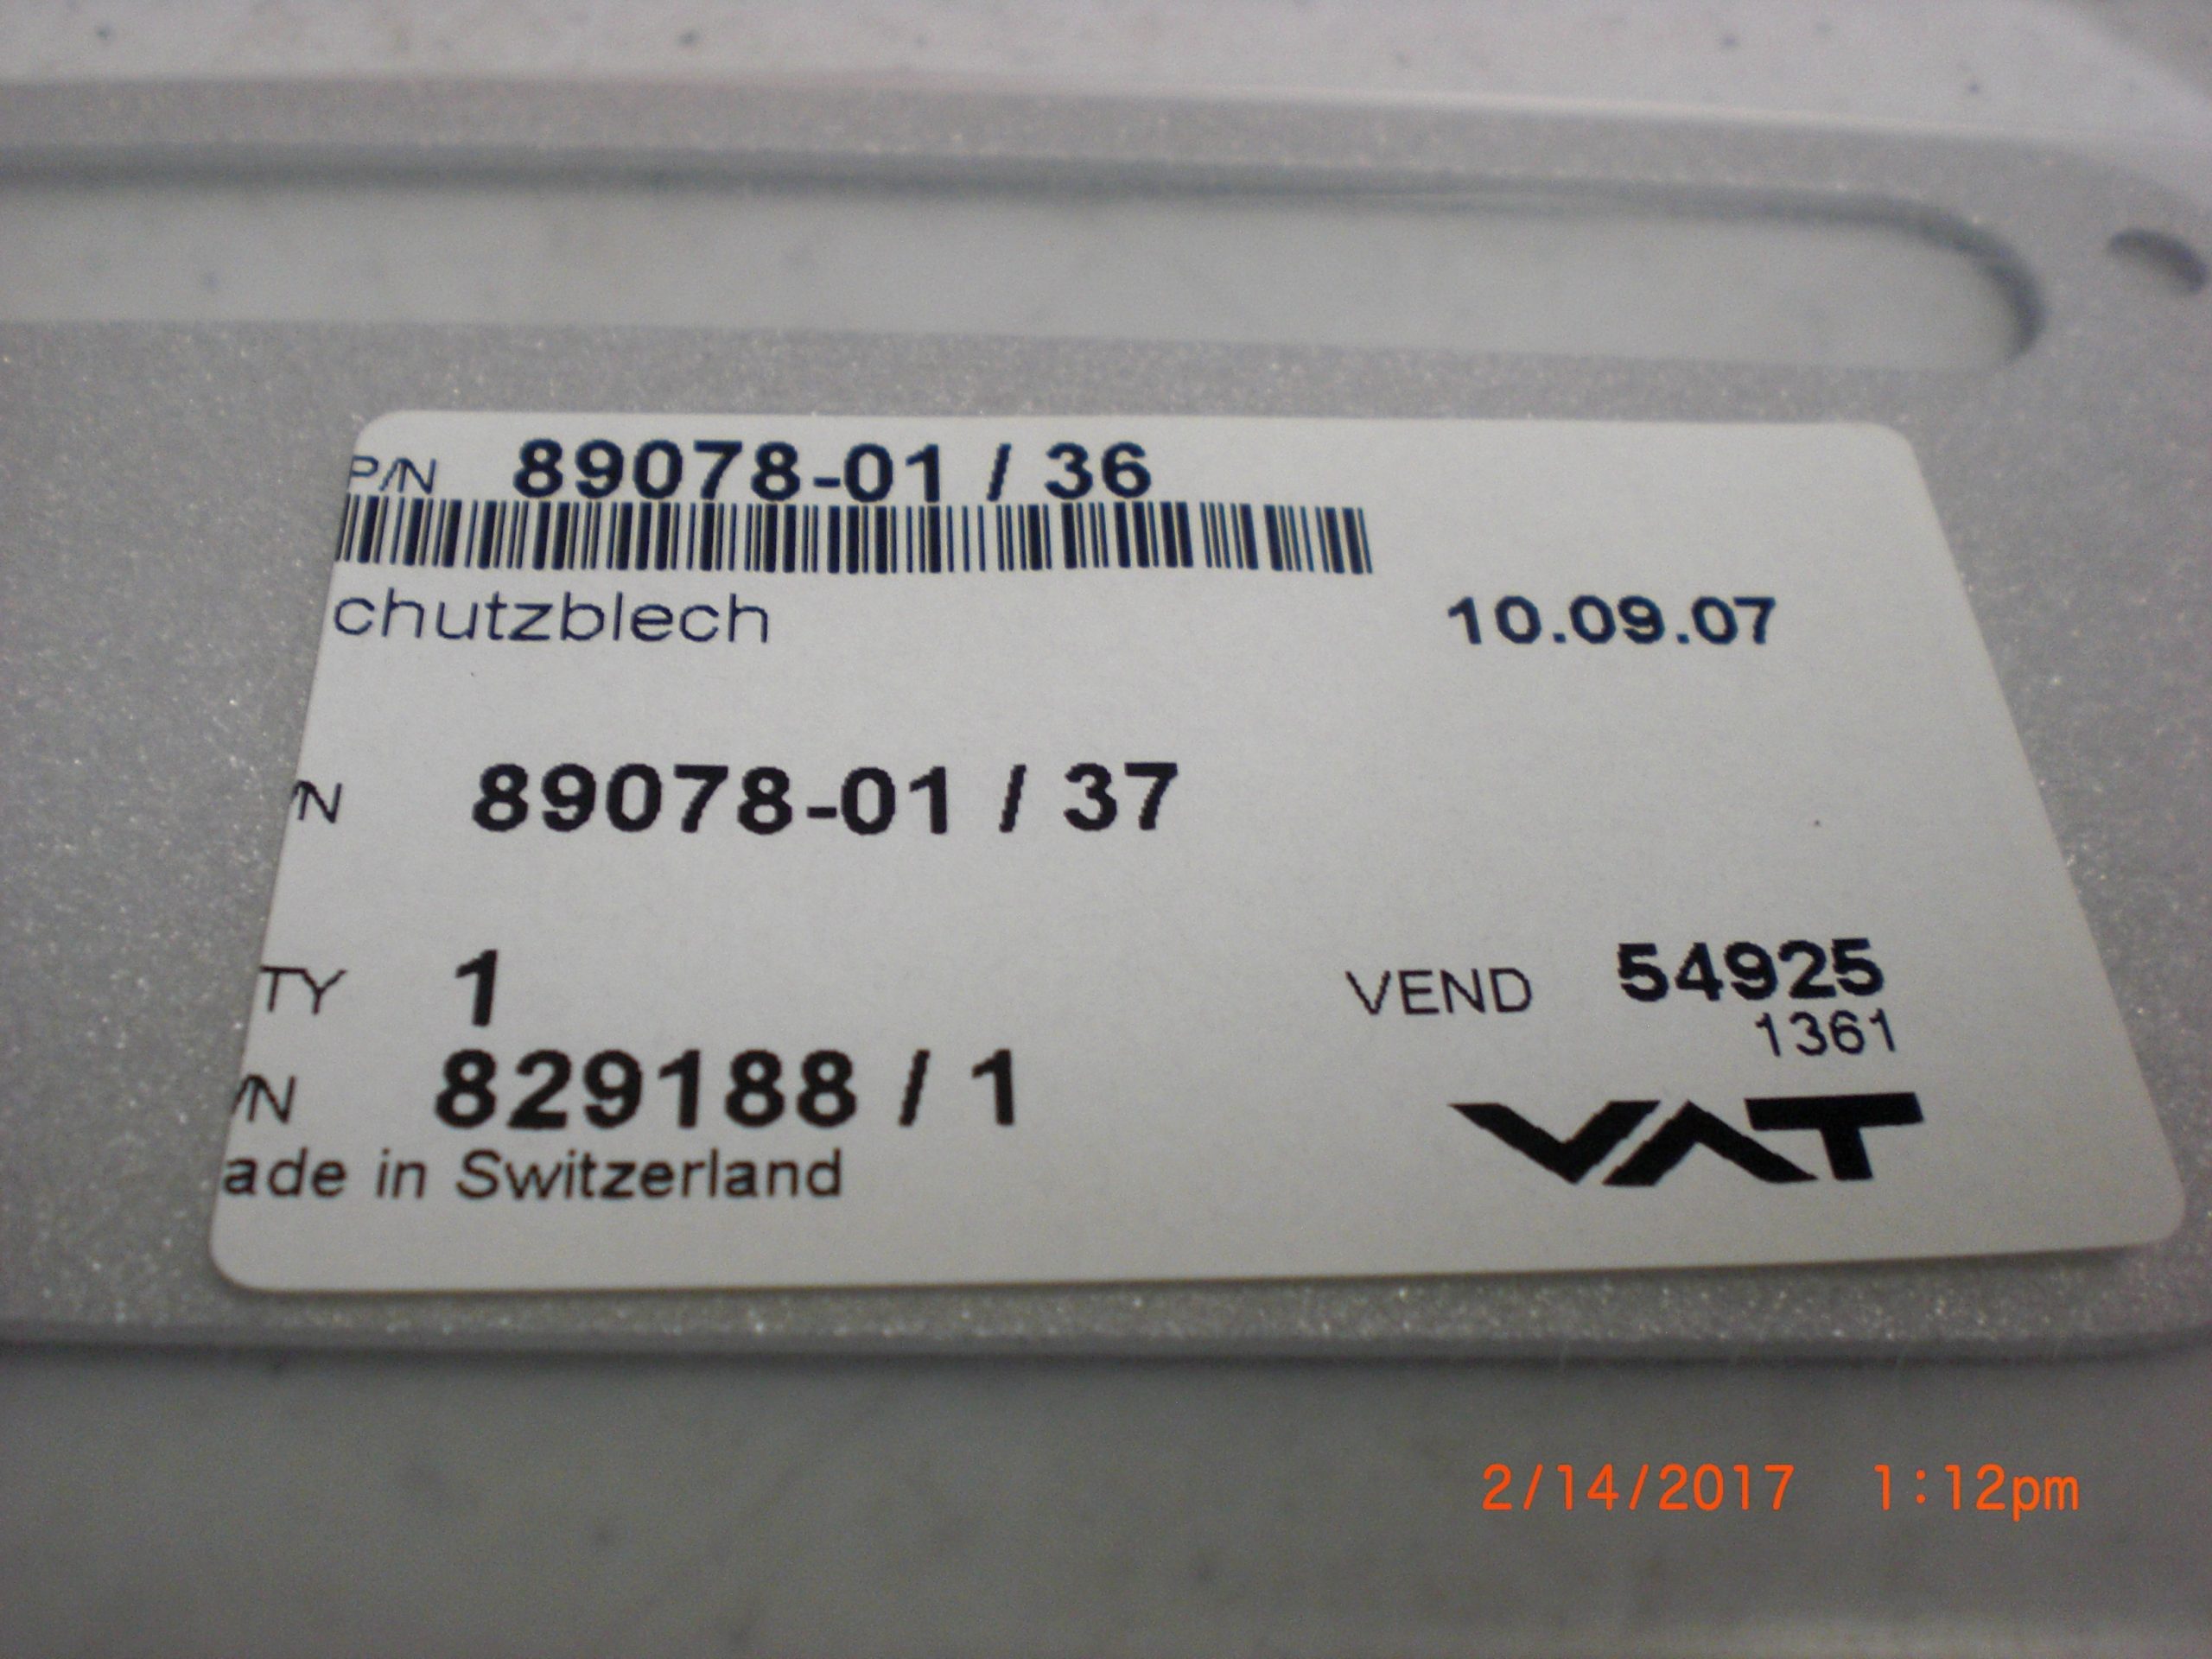 P/N 89078-01 / 36
chutzblech
10.09.07
/N 89078-01 / 37
TY 1
VEND 54925
1361
/N 829188 / 1
ade in Switzerland
VAT
2/14/2017 1:12pm